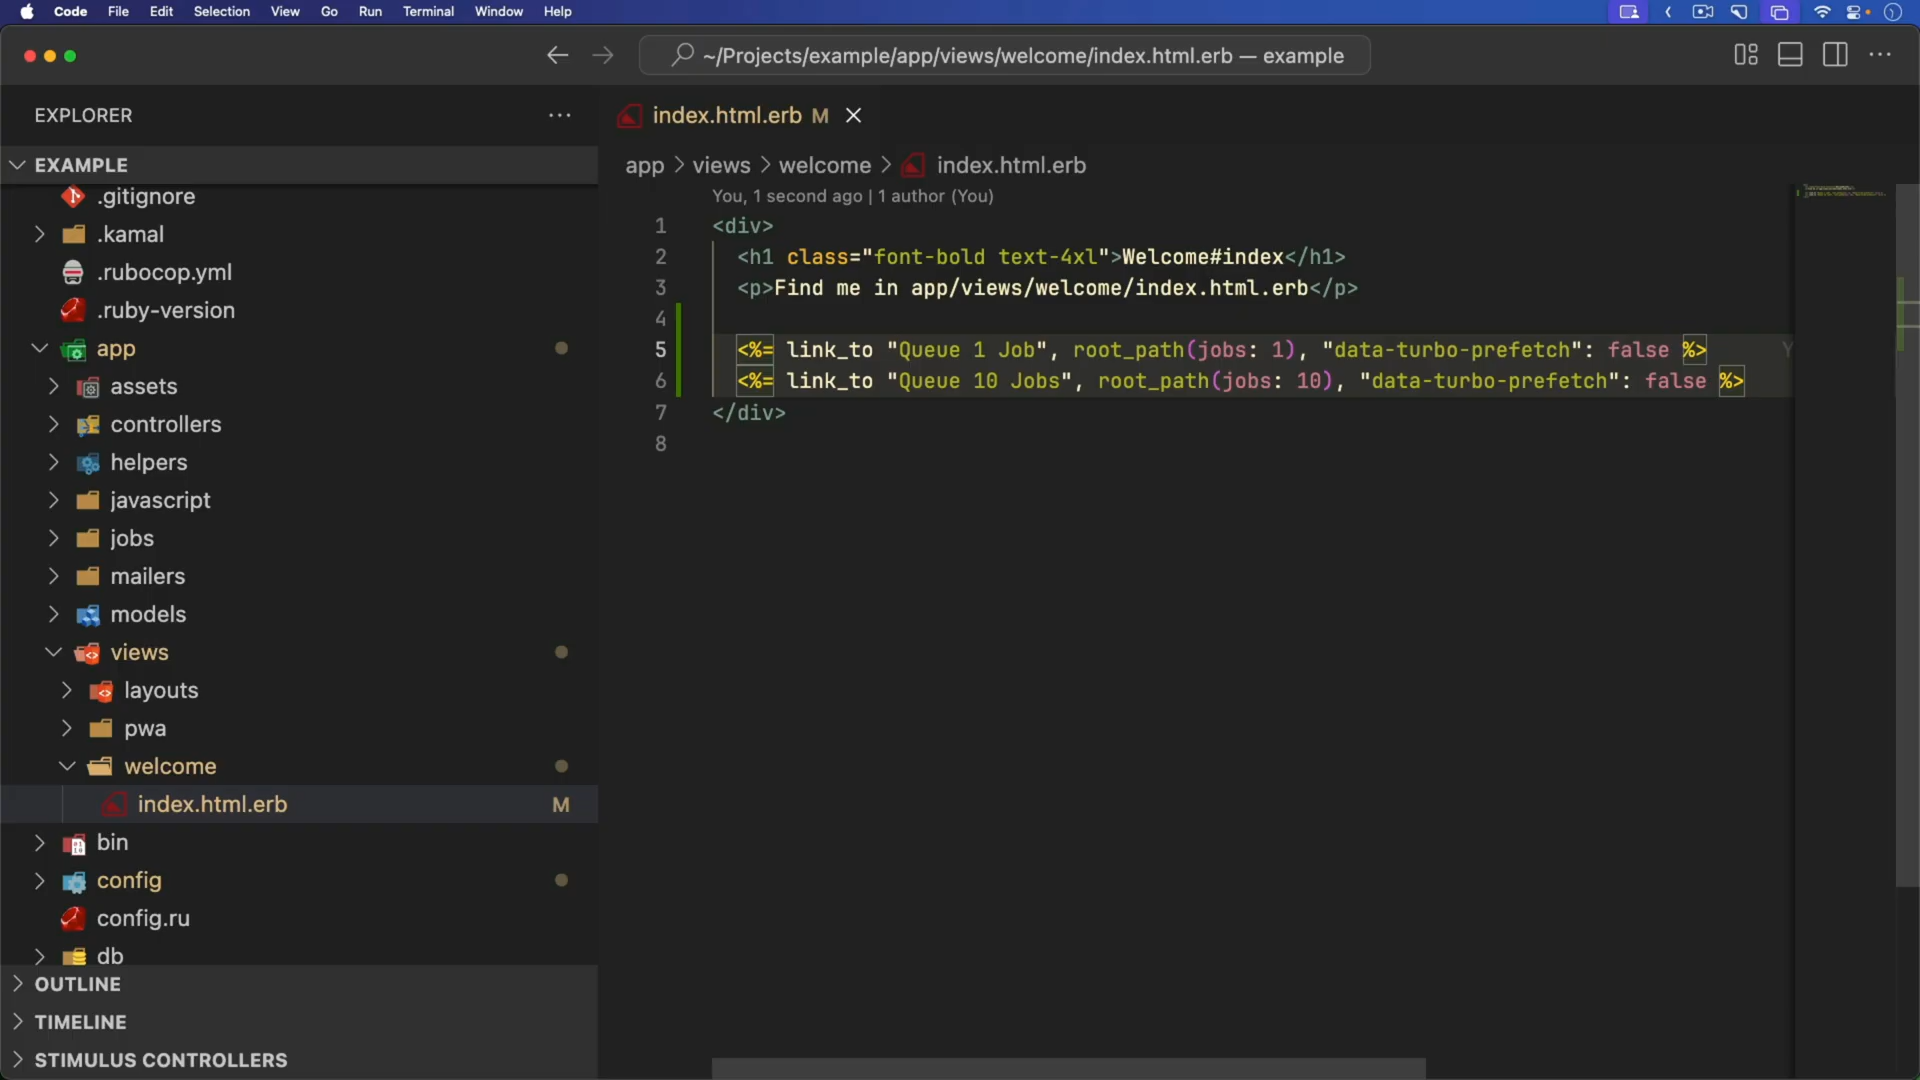 Code File Edit Selection View Go Run Terminal Window Help
~/Projects/example/app/views/welcome/index.html.erb — example
EXPLORER
index.html.erb M
EXAMPLE
app > views > welcome > index.html.erb
You, 1 second ago | 1 author (You)
.gitignore
.kamal
.rubocop.yml
.ruby-version
app
assets
controllers
helpers
javascript
jobs
mailers
models
views
layouts
pwa
welcome
index.html.erb M
bin
config
config.ru
db
OUTLINE
TIMELINE
STIMULUS CONTROLLERS
1 <div>
2 <h1 class="font-bold text-4xl">Welcome#index</h1>
3 <p>Find me in app/views/welcome/index.html.erb</p>
4
5 <%= link_to "Queue 1 Job", root_path(jobs: 1), "data-turbo-prefetch": false %>
6 <%= link_to "Queue 10 Jobs", root_path(jobs: 10), "data-turbo-prefetch": false %>
7 </div>
8